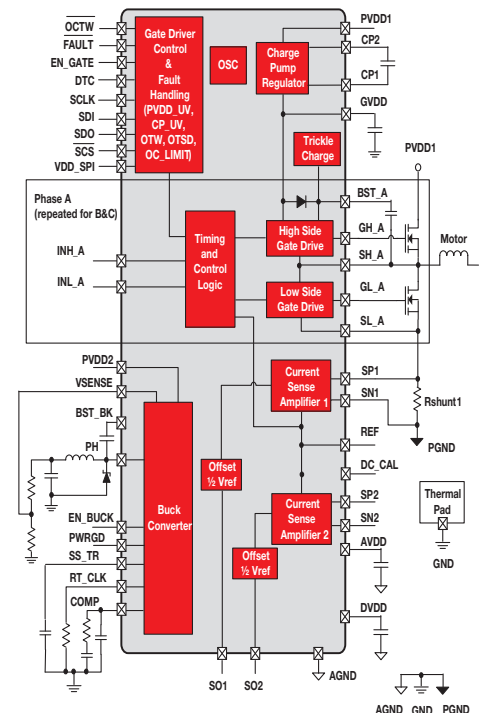 OCTW
FAULT
EN_GATE
DTC
SCLK
SDI
SDO
SCS
VDD_SPI
Gate Driver
Control
&
Fault
Handling
(PVDD_UV,
CP_UV,
OTW, OTSD,
OC_LIMIT)
OSC
Charge
Pump
Regulator
Trickle
Charge
PVDD1
CP2
CP1
GVDD
PVDD1
Phase A
(repeated for B&C)
INH_A
INL_A
Timing
and
Control
Logic
High Side
Gate Drive
Low Side
Gate Drive
BST_A
GH_A
SH_A
GL_A
SL_A
Motor
PVDD2
VSENSE
BST_BK
PH
EN_BUCK
PWRGD
SS_TR
RT_CLK
COMP
Buck
Converter
Offset
½ Vref
Offset
½ Vref
Current
Sense
Amplifier 1
Current
Sense
Amplifier 2
SP1
SN1
REF
DC_CAL
SP2
SN2
AVDD
DVDD
Rshunt1
PGND
Thermal
Pad
GND
SO1
SO2
AGND
AGND
GND
PGND